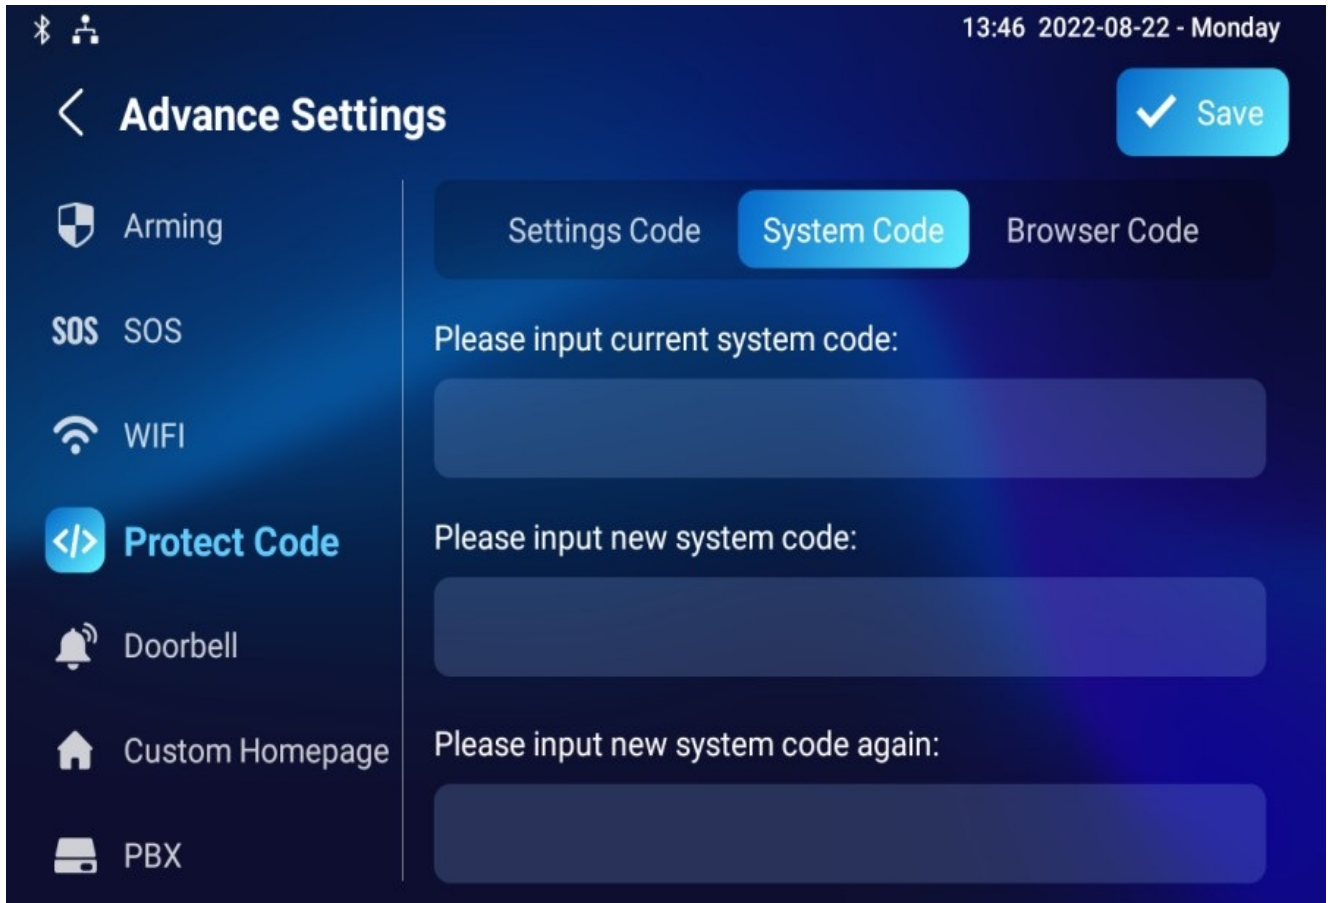 13:46 2022-08-22 - Monday
Advance Settings
Save
Arming
SOS SOS
WIFI
</> Protect Code
Doorbell
Custom Homepage
PBX
Settings Code System Code Browser Code
Please input current system code:
Please input new system code:
Please input new system code again: